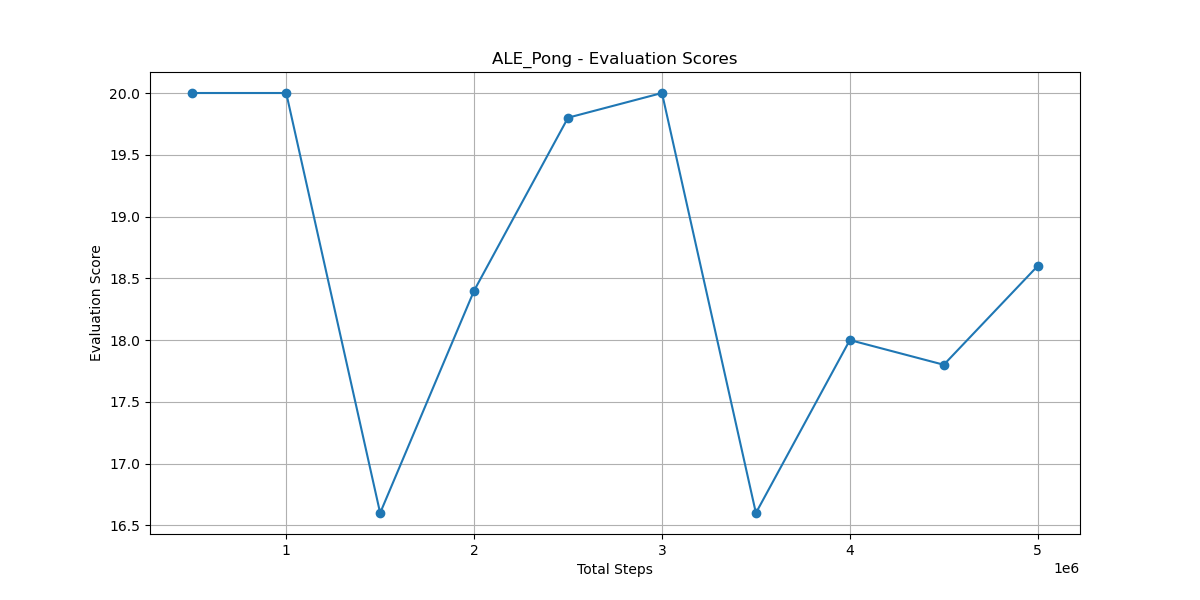 ALE_Pong - Evaluation Scores
20.0
19.5
19.0
18.5
18.0
17.5
17.0
16.5
Evaluation Score
1 2 3 4 5
1e6
Total Steps